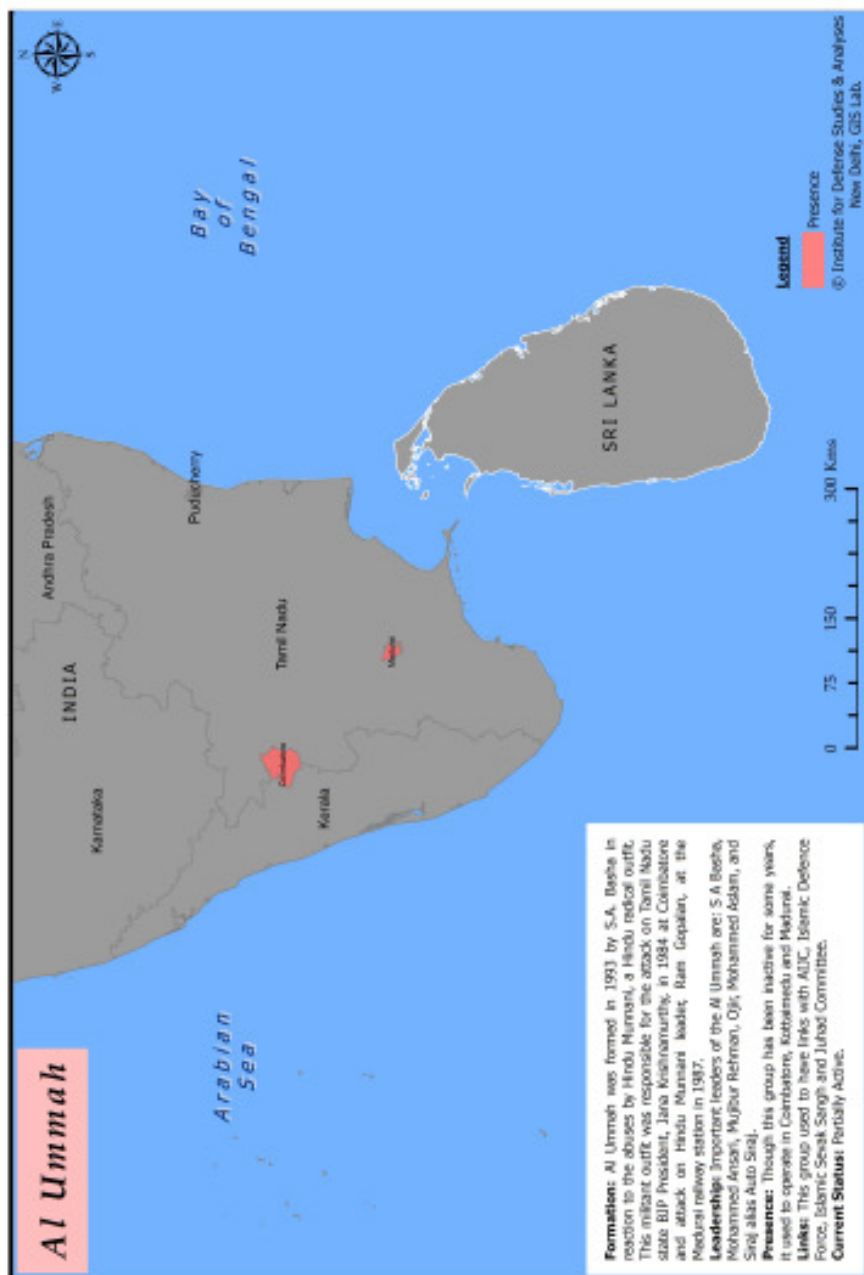 Al Ummah
N
W
E
S
Bay
of
Bengal
Arabian
Sea
Andhra Pradesh
INDIA
Karnataka
Puducherry
Tamil Nadu
Coimbatore
Kerala
SRI LANKA
Legend
Presence
© Institute for Defense Studies & Analyses
New Delhi, GIS Lab.
0
75
150
300 Kms
Formation: Al Ummah was formed in 1993 by S.A. Basha in
reaction to the abuses by Hindu Munnani, a Hindu radical outfit.
This militant outfit was responsible for the attack on Tamil Nadu
state BJP President, Jana Krishnamurthy, in 1984 at Coimbatore
and attack on Hindu Munnani leader, Ram Gopalan, at the
Madurai railway station in 1987.
Leadership: Important leaders of the Al Ummah are: S A Basha,
Mohammed Ansari, Mujibur Rehman, Ojir, Mohammed Aslam, and
Siraj alias Auto Siraj.
Presence: Though this group has been inactive for some years,
it used to operate in Coimbatore, Kottaimedu and Madurai.
Links: This group used to have links with Islamic Defence
Force, Islamic Sevak Sangh and Juhad Committee.
Current Status: Partially Active.